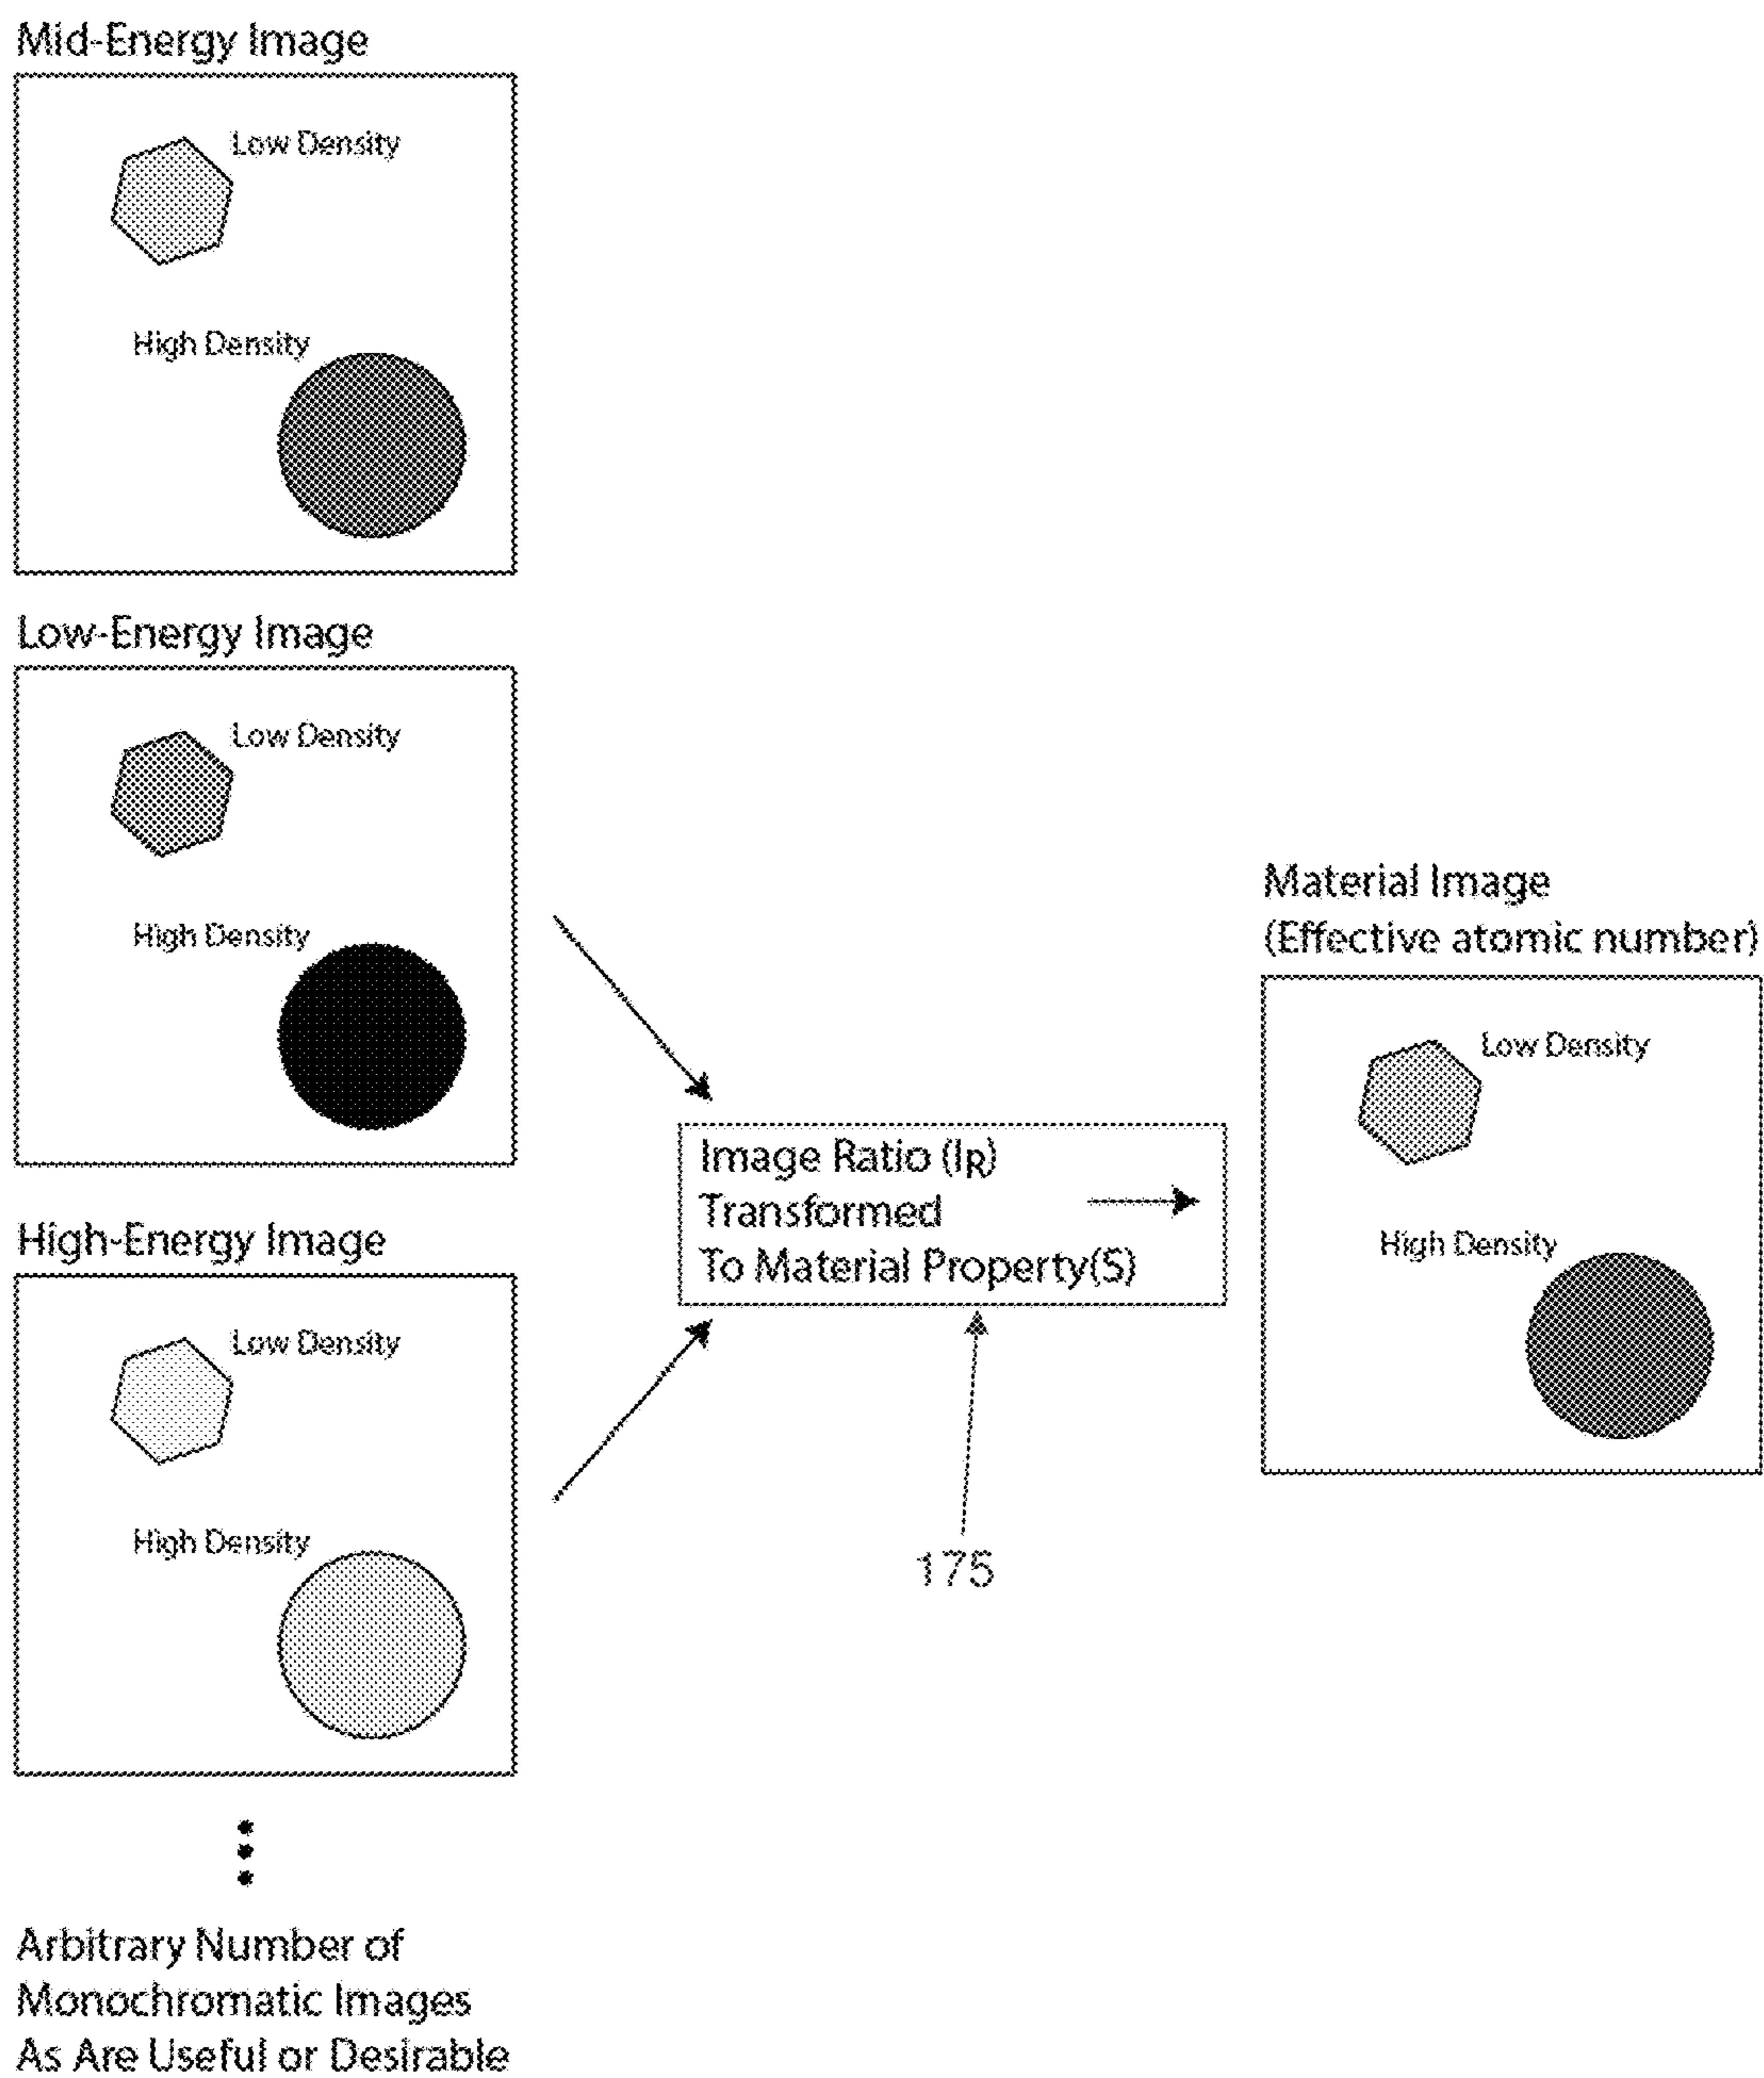 Mid-Energy Image
Low Density
High Density
Low-Energy Image
Low Density
High Density
High-Energy Image
Low Density
High Density
Arbitrary Number of
Monochromatic Images
As Are Useful or Desirable
Image Ratio (IR)
Transformed
To Material Property(S)
175
Material Image
(Effective atomic number)
Low Density
High Density